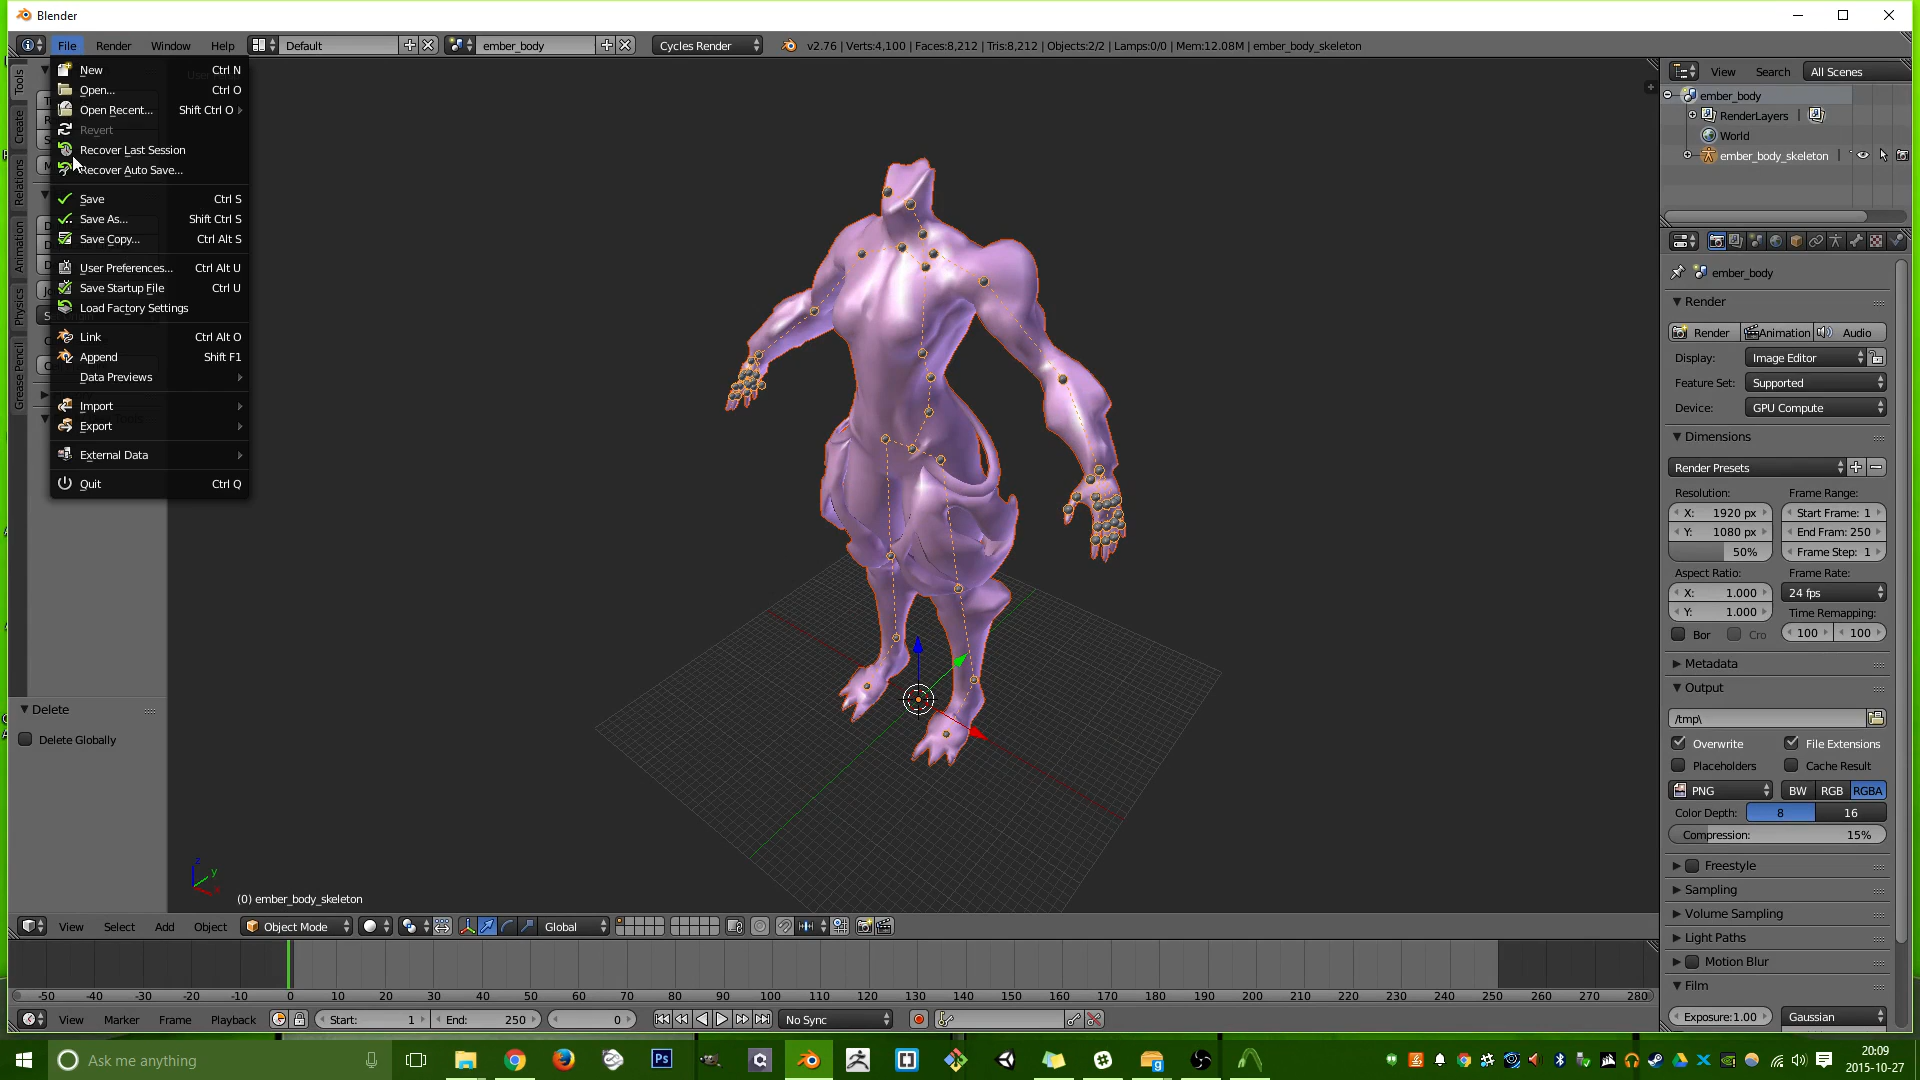 Blender
File Render Window Help Default ember_body Cycles Render v2.76 | Verts:4,100 | Faces:8,212 | Tris:8,212 | Objects:2/2 | Lamps:0/0 | Mem:12.08M | ember_body_skeleton
New Ctrl N
Open... Ctrl O
Open Recent... Shift Ctrl O
Revert
Recover Last Session
Recover Auto Save...
Save Ctrl S
Save As... Shift Ctrl S
Save Copy... Ctrl Alt S
User Preferences... Ctrl Alt U
Save Startup File Ctrl U
Load Factory Settings
Link Ctrl Alt O
Append Shift F1
Data Previews
Import
Export
External Data
Quit Ctrl Q
Tools
Create
Relations
Animation
Physics
Grease Pencil
Delete
Delete Globally
z
y
x
(0) ember_body_skeleton
View Select Add Object Object Mode Global
-50 -40 -30 -20 -10 0 10 20 30 40 50 60 70 80 90 100 110 120 130 140 150 160 170 180 190 200 210 220 230 240 250 260 270 280
View Marker Frame Playback Start: 1 End: 250 0 No Sync
View Search All Scenes
ember_body
RenderLayers |
World
ember_body_skeleton |
ember_body
Render
Render Animation Audio
Display: Image Editor
Feature Set: Supported
Device: GPU Compute
Dimensions
Render Presets
Resolution: Frame Range:
X: 1920 px Start Frame: 1
Y: 1080 px End Fram: 250
50% Frame Step: 1
Aspect Ratio: Frame Rate:
X: 1.000 24 fps
Y: 1.000 Time Remapping:
Bor Cro 100 100
Metadata
Output
/tmp\
Overwrite File Extensions
Placeholders Cache Result
PNG BW RGB RGBA
Color Depth: 8 16
Compression: 15%
Freestyle
Sampling
Volume Sampling
Light Paths
Motion Blur
Film
Exposure:1.00 Gaussian
Ask me anything
Ps
20:09
2015-10-27